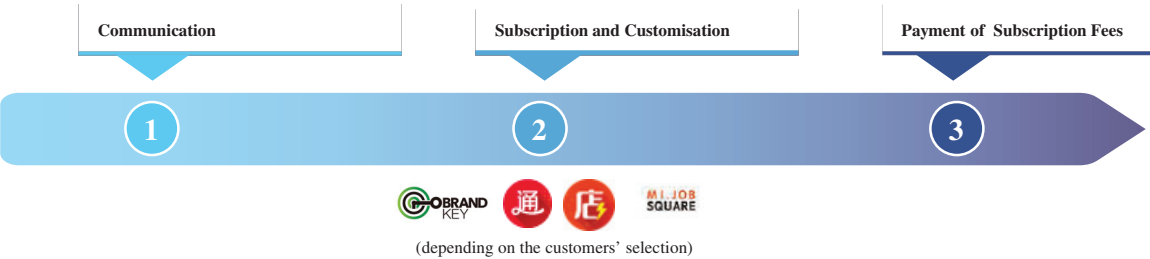 Communication
Subscription and Customisation
Payment of Subscription Fees
1
2
3
OBRAND
KEY
通
店
MI.JOB
SQUARE
(depending on the customers' selection)